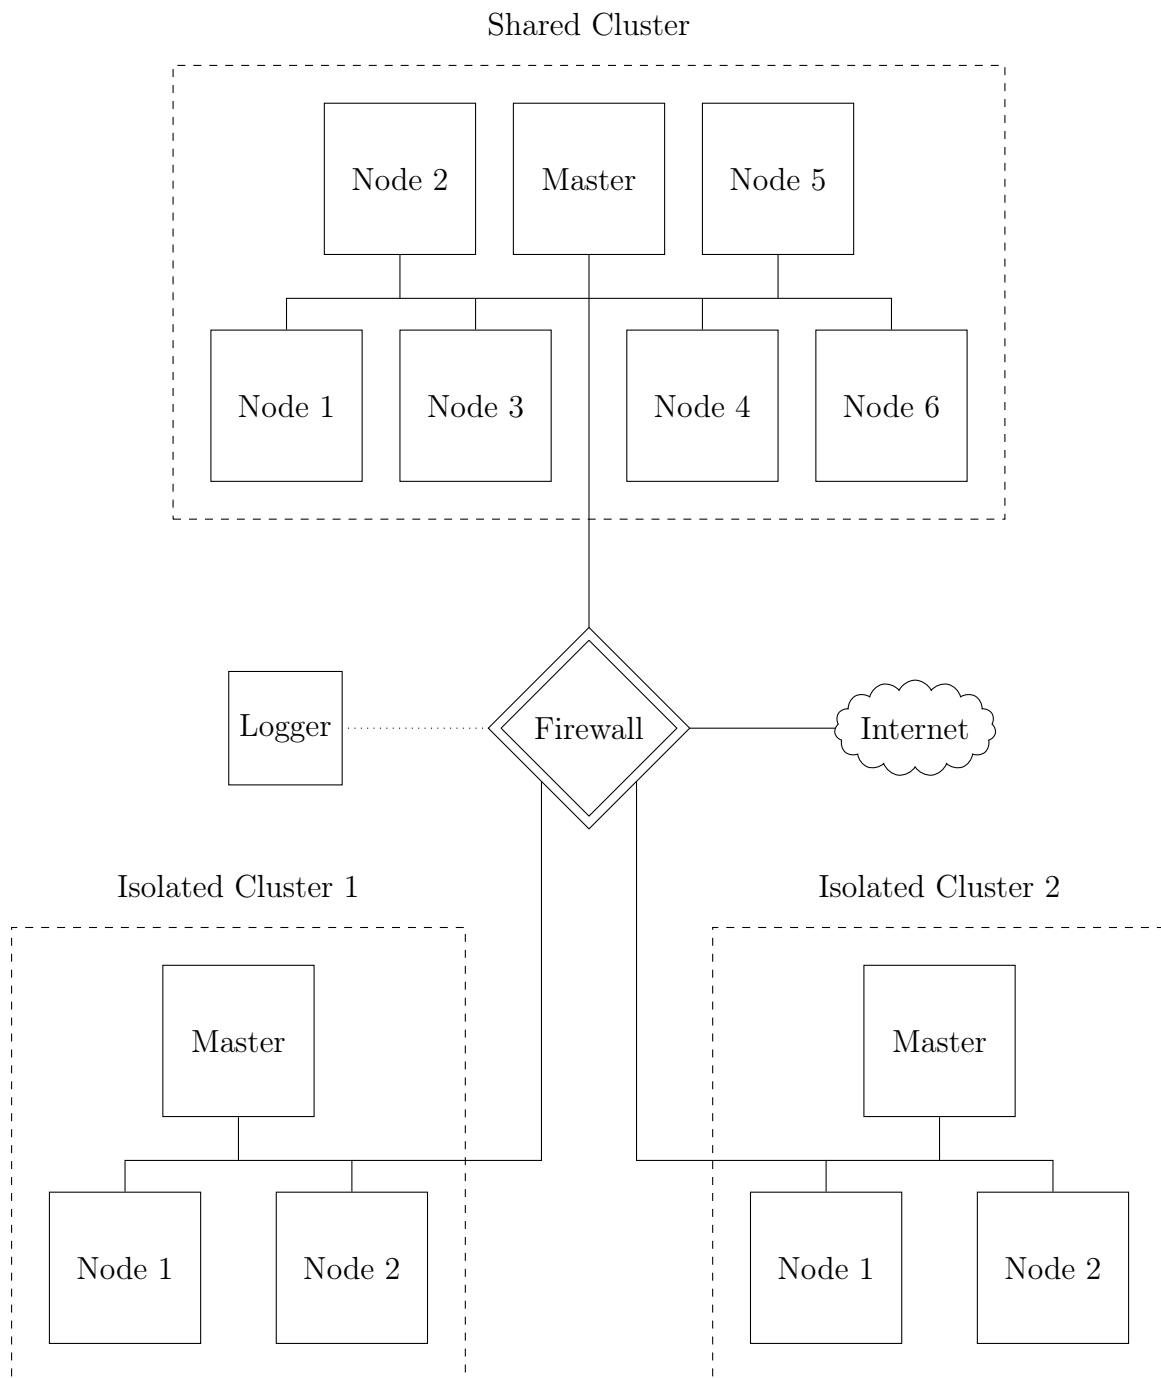 Shared Cluster
Node 2
Master
Node 5
Node 1
Node 3
Node 4
Node 6
Logger
Firewall
Internet
Isolated Cluster 1
Isolated Cluster 2
Master
Master
Node 1
Node 2
Node 1
Node 2